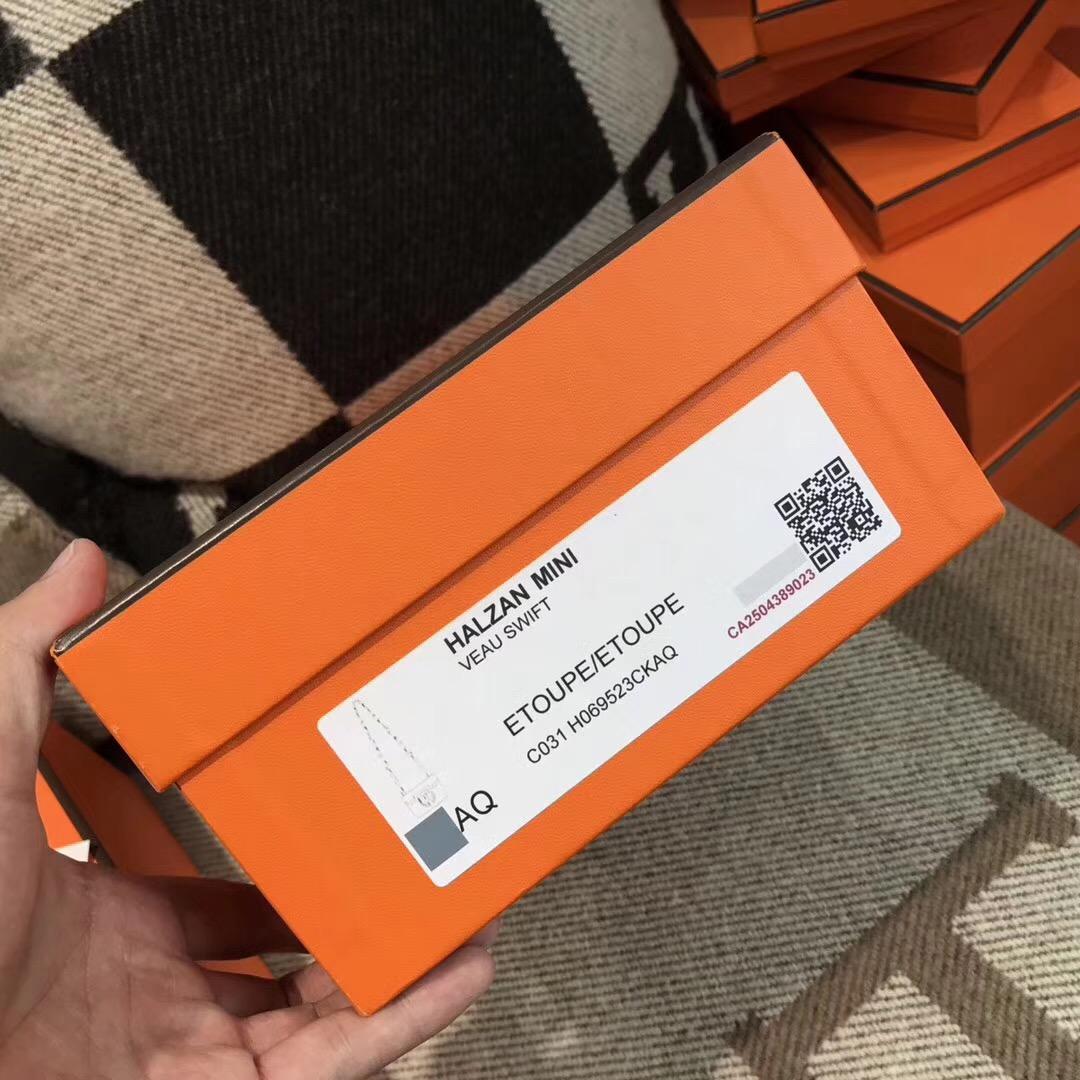 HALZAN MINI
VEAU SWIFT
ETOUPE/ETOUPE
C031 H069523CKAQ
AQ
CA2504389023